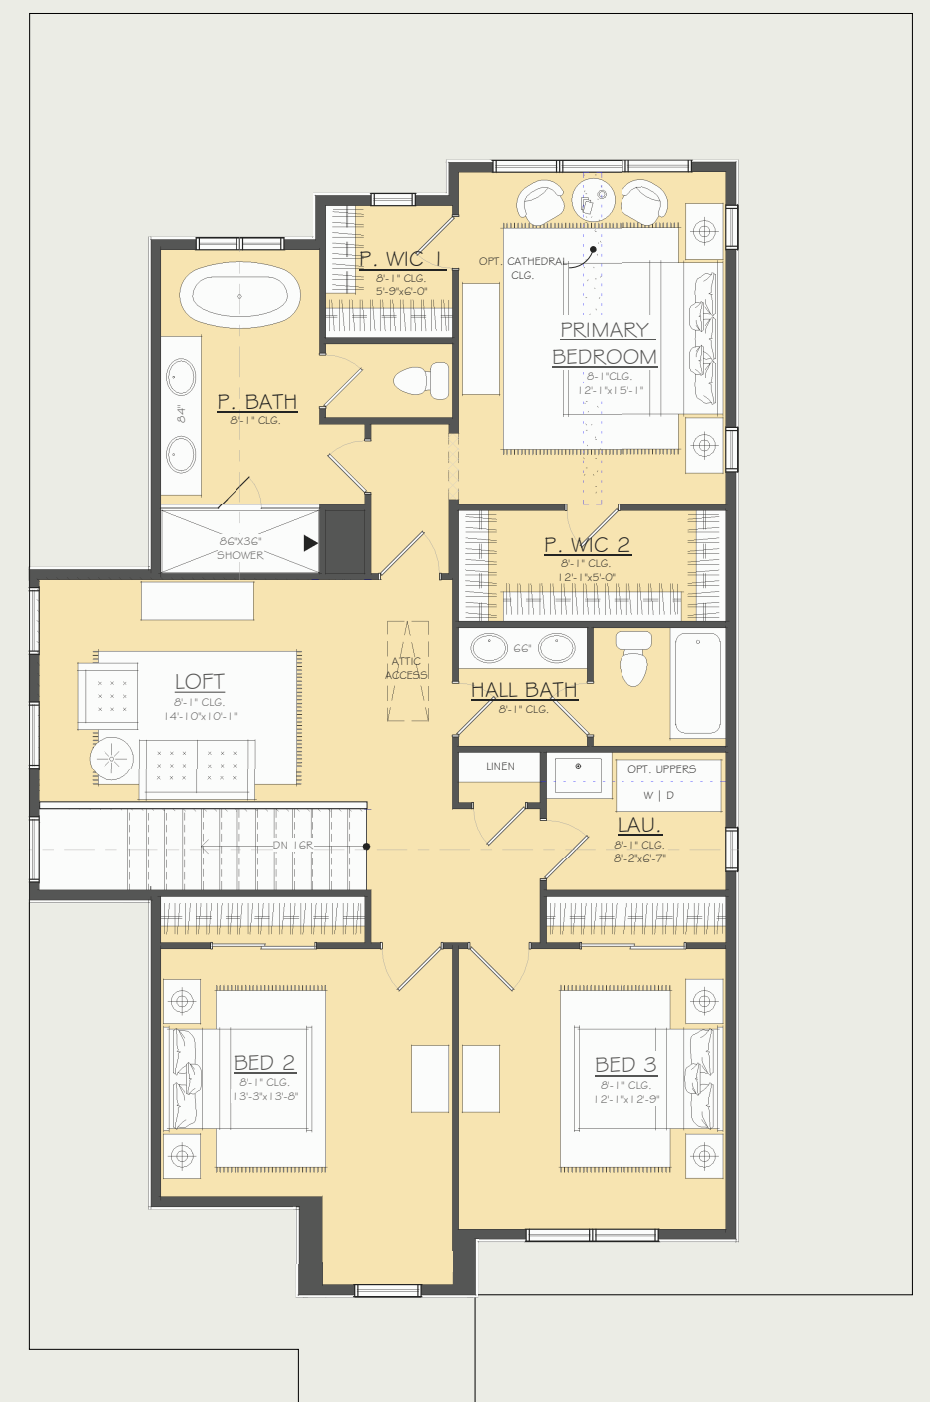 P. WIC 1
8'-1" CLG.
5'-9"x6'-0"
OPT. CATHEDRAL
CLG.
PRIMARY
BEDROOM
8'-1" CLG.
12'-1"x15'-1"
84"
P. BATH
8'-1" CLG.
86"X36"
SHOWER
P. WIC 2
8'-1" CLG.
12'-1"x5'-0"
66"
ATTIC
ACCESS
LOFT
8'-1" CLG.
14'-10"x10'-1"
HALL BATH
8'-1" CLG.
LINEN
OPT. UPPERS
W | D
LAU.
8'-1" CLG.
8'-2"x6'-7"
DN 16R
BED 2
8'-1" CLG.
13'-3"x13'-8"
BED 3
8'-1" CLG.
12'-1"x12'-9"